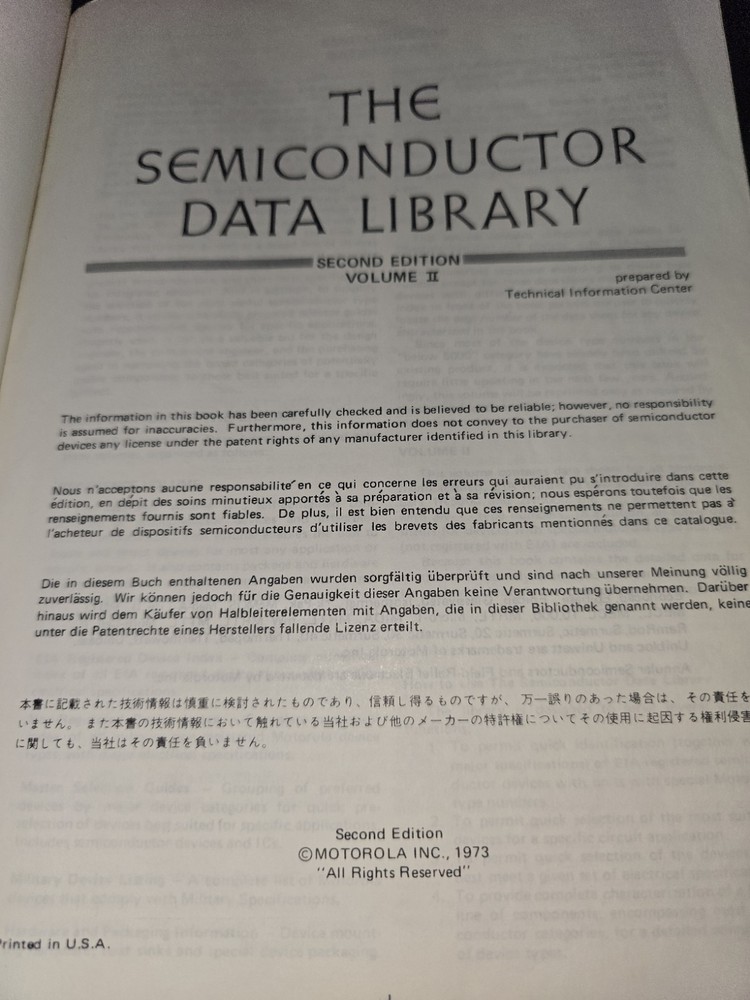 THE
SEMICONDUCTOR
DATA LIBRARY
SECOND EDITION
VOLUME II
prepared by
Technical Information Center
The information in this book has been carefully checked and is believed to be reliable; however, no responsibility
is assumed for inaccuracies. Furthermore, this information does not convey to the purchaser of semiconductor
devices any license under the patent rights of any manufacturer identified in this library.
Nous n'acceptons aucune responsabilité en ce qui concerne les erreurs qui auraient pu s'introduire dans cette
édition, en dépit des soins minutieux apportés à sa préparation et à sa révision; nous espérons toutefois que les
renseignements fournis sont fiables. De plus, il est bien entendu que ces renseignements ne permettent pas à
l'acheteur de dispositifs semiconducteurs d'utiliser les brevets des fabricants mentionnés dans ce catalogue.
Die in diesem Buch enthaltenen Angaben wurden sorgfältig überprüft und sind nach unserer Meinung völlig
zuverlässig. Wir können jedoch für die Genauigkeit dieser Angaben keine Verantwortung übernehmen. Darüber
hinaus wird dem Käufer von Halbleiterelementen mit Angaben, die in dieser Bibliothek genannt werden, keine
unter die Patentrechte eines Herstellers fallende Lizenz erteilt.
本書に記載された技術情報は慎重に検討されたものであり、信頼し得るものですが、万一誤りのあった場合は、その責任を
いません。また本書の技術情報において触れている当社および他のメーカーの特許権についてその使用に起因する権利侵害
に関しても、当社はその責任を負いません。
Second Edition
©MOTOROLA INC., 1973
"All Rights Reserved"
Printed in U.S.A.